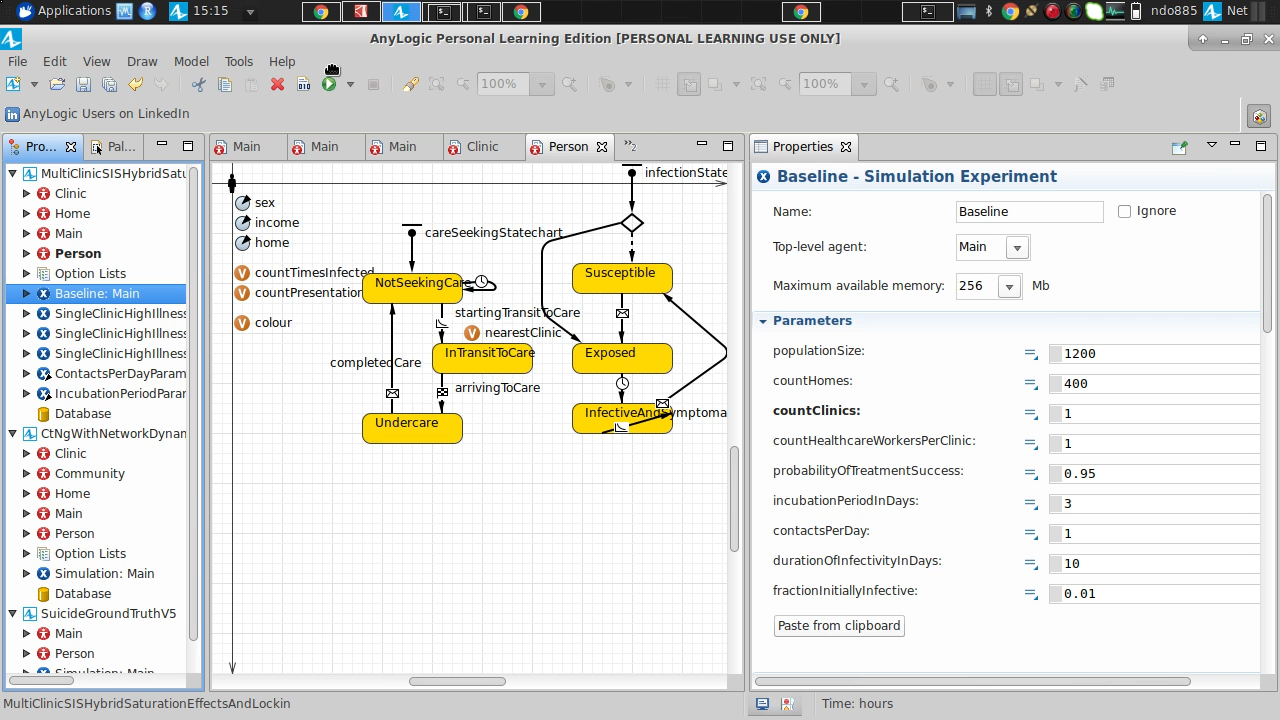 Applications 15:15 ndo885 Net
AnyLogic Personal Learning Edition [PERSONAL LEARNING USE ONLY]
File Edit View Draw Model Tools Help
100% 100%
AnyLogic Users on LinkedIn
Pro... Pal...
MultiClinicSISHybridSatu
Clinic
Home
Main
Person
Option Lists
Baseline: Main
SingleClinicHighIllness
SingleClinicHighIllness
SingleClinicHighIllness
ContactsPerDayParam
IncubationPeriodParar
Database
CtNgWithNetworkDynam
Clinic
Community
Home
Main
Person
Option Lists
Simulation: Main
Database
SuicideGroundTruthV5
Main
Person
Simulation: Main
Main Main Main Clinic Person »2
infectionState
sex
income
home
careSeekingStatechart
countTimesInfected
countPresentation
colour
NotSeekingCare
startingTransitToCare
nearestClinic
InTransitToCare
completedCare
arrivingToCare
Undercare
Susceptible
Exposed
InfectiveAndSymptoma
Properties
Baseline - Simulation Experiment
Name: Baseline Ignore
Top-level agent: Main
Maximum available memory: 256 Mb
Parameters
populationSize: 1200
countHomes: 400
countClinics: 1
countHealthcareWorkersPerClinic: 1
probabilityOfTreatmentSuccess: 0.95
incubationPeriodInDays: 3
contactsPerDay: 1
durationOfInfectivityInDays: 10
fractionInitiallyInfective: 0.01
Paste from clipboard
MultiClinicSISHybridSaturationEffectsAndLockin Time: hours